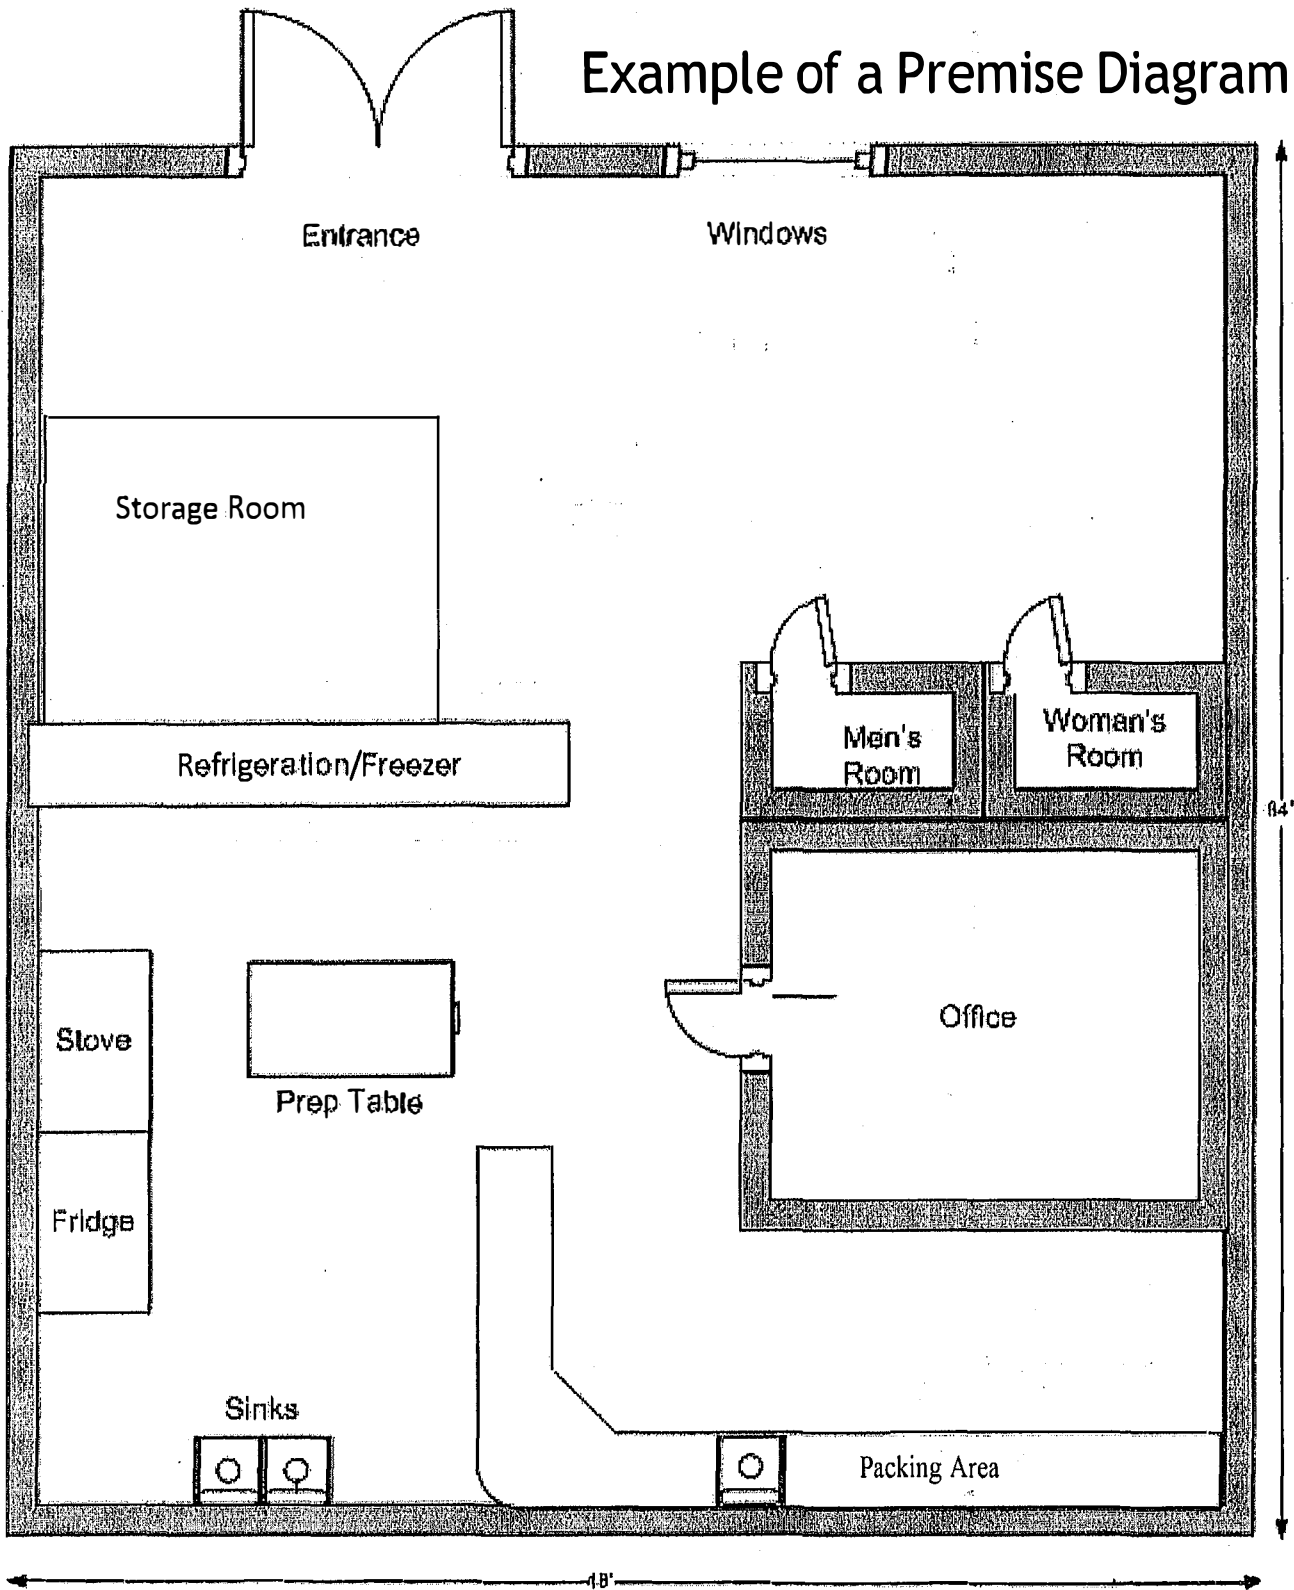 Example of a Premise Diagram
Entrance
Windows
Storage Room
Men's
Room
Woman's
Room
Refrigeration/Freezer
Office
Stove
Prep Table
Fridge
Sinks
Packing Area